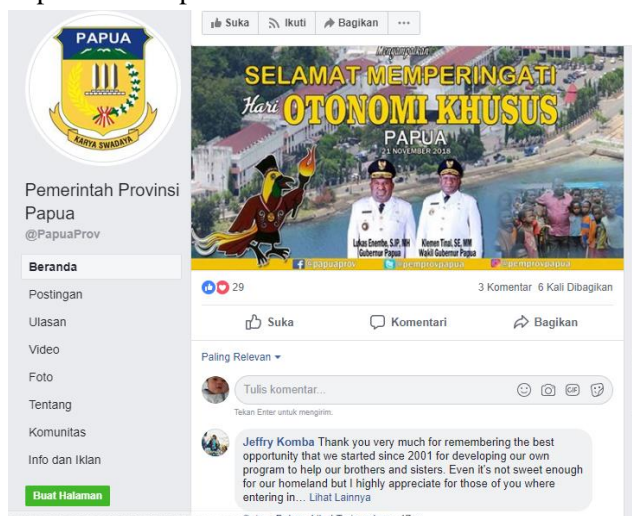 Suka Ikuti Bagikan ...
PAPUA
KARYA SWADAYA
Pemerintah Provinsi
Papua
@PapuaProv
Beranda
Postingan
Ulasan
Video
Foto
Tentang
Komunitas
Info dan Iklan
Buat Halaman
Menyampaikan
SELAMAT MEMPERINGATI
Hari OTONOMI KHUSUS
PAPUA
21 NOVEMBER 2018
Lukas Enembe, S.IP, MH
Gubernur Papua
Klemen Tinal, SE, MM
Wakil Gubernur Papua
@papuaprov @pemprovpapua @pemprovpapua
29 3 Komentar 6 Kali Dibagikan
Suka Komentari Bagikan
Paling Relevan
Tulis komentar...
GIF
Tekan Enter untuk mengirim.
Jeffry Komba Thank you very much for remembering the best
opportunity that we started since 2001 for developing our own
program to help our brothers and sisters. Even it's not sweet enough
for our homeland but I highly appreciate for those of you where
entering in... Lihat Lainnya